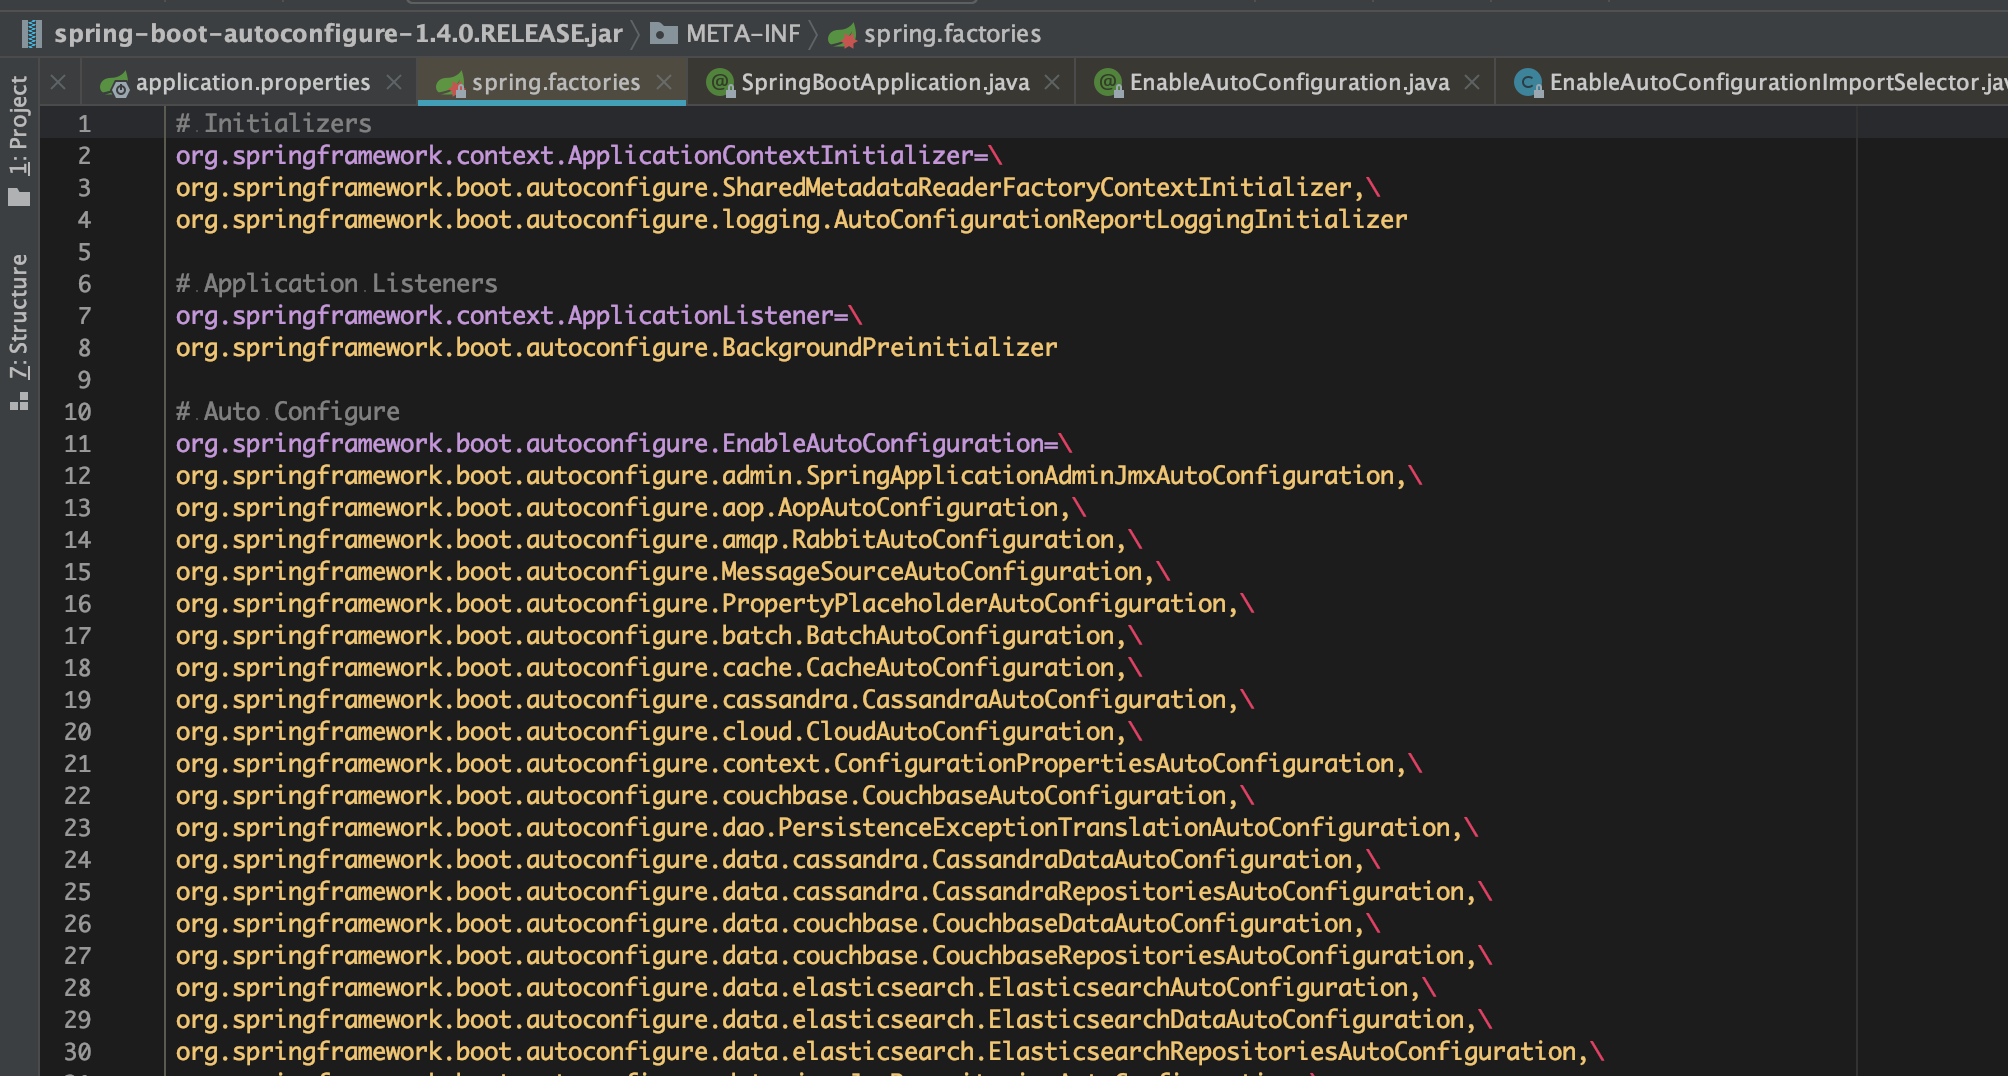 spring-boot-autoconfigure-1.4.0.RELEASE.jar META-INF spring.factories
application.properties spring.factories SpringBootApplication.java EnableAutoConfiguration.java EnableAutoConfigurationImportSelector.jav
1: Project
7: Structure
1 # Initializers
2 org.springframework.context.ApplicationContextInitializer=\
3 org.springframework.boot.autoconfigure.SharedMetadataReaderFactoryContextInitializer,\
4 org.springframework.boot.autoconfigure.logging.AutoConfigurationReportLoggingInitializer
5
6 # Application Listeners
7 org.springframework.context.ApplicationListener=\
8 org.springframework.boot.autoconfigure.BackgroundPreinitializer
9
10 # Auto Configure
11 org.springframework.boot.autoconfigure.EnableAutoConfiguration=\
12 org.springframework.boot.autoconfigure.admin.SpringApplicationAdminJmxAutoConfiguration,\
13 org.springframework.boot.autoconfigure.aop.AopAutoConfiguration,\
14 org.springframework.boot.autoconfigure.amqp.RabbitAutoConfiguration,\
15 org.springframework.boot.autoconfigure.MessageSourceAutoConfiguration,\
16 org.springframework.boot.autoconfigure.PropertyPlaceholderAutoConfiguration,\
17 org.springframework.boot.autoconfigure.batch.BatchAutoConfiguration,\
18 org.springframework.boot.autoconfigure.cache.CacheAutoConfiguration,\
19 org.springframework.boot.autoconfigure.cassandra.CassandraAutoConfiguration,\
20 org.springframework.boot.autoconfigure.cloud.CloudAutoConfiguration,\
21 org.springframework.boot.autoconfigure.context.ConfigurationPropertiesAutoConfiguration,\
22 org.springframework.boot.autoconfigure.couchbase.CouchbaseAutoConfiguration,\
23 org.springframework.boot.autoconfigure.dao.PersistenceExceptionTranslationAutoConfiguration,\
24 org.springframework.boot.autoconfigure.data.cassandra.CassandraDataAutoConfiguration,\
25 org.springframework.boot.autoconfigure.data.cassandra.CassandraRepositoriesAutoConfiguration,\
26 org.springframework.boot.autoconfigure.data.couchbase.CouchbaseDataAutoConfiguration,\
27 org.springframework.boot.autoconfigure.data.couchbase.CouchbaseRepositoriesAutoConfiguration,\
28 org.springframework.boot.autoconfigure.data.elasticsearch.ElasticsearchAutoConfiguration,\
29 org.springframework.boot.autoconfigure.data.elasticsearch.ElasticsearchDataAutoConfiguration,\
30 org.springframework.boot.autoconfigure.data.elasticsearch.ElasticsearchRepositoriesAutoConfiguration,\